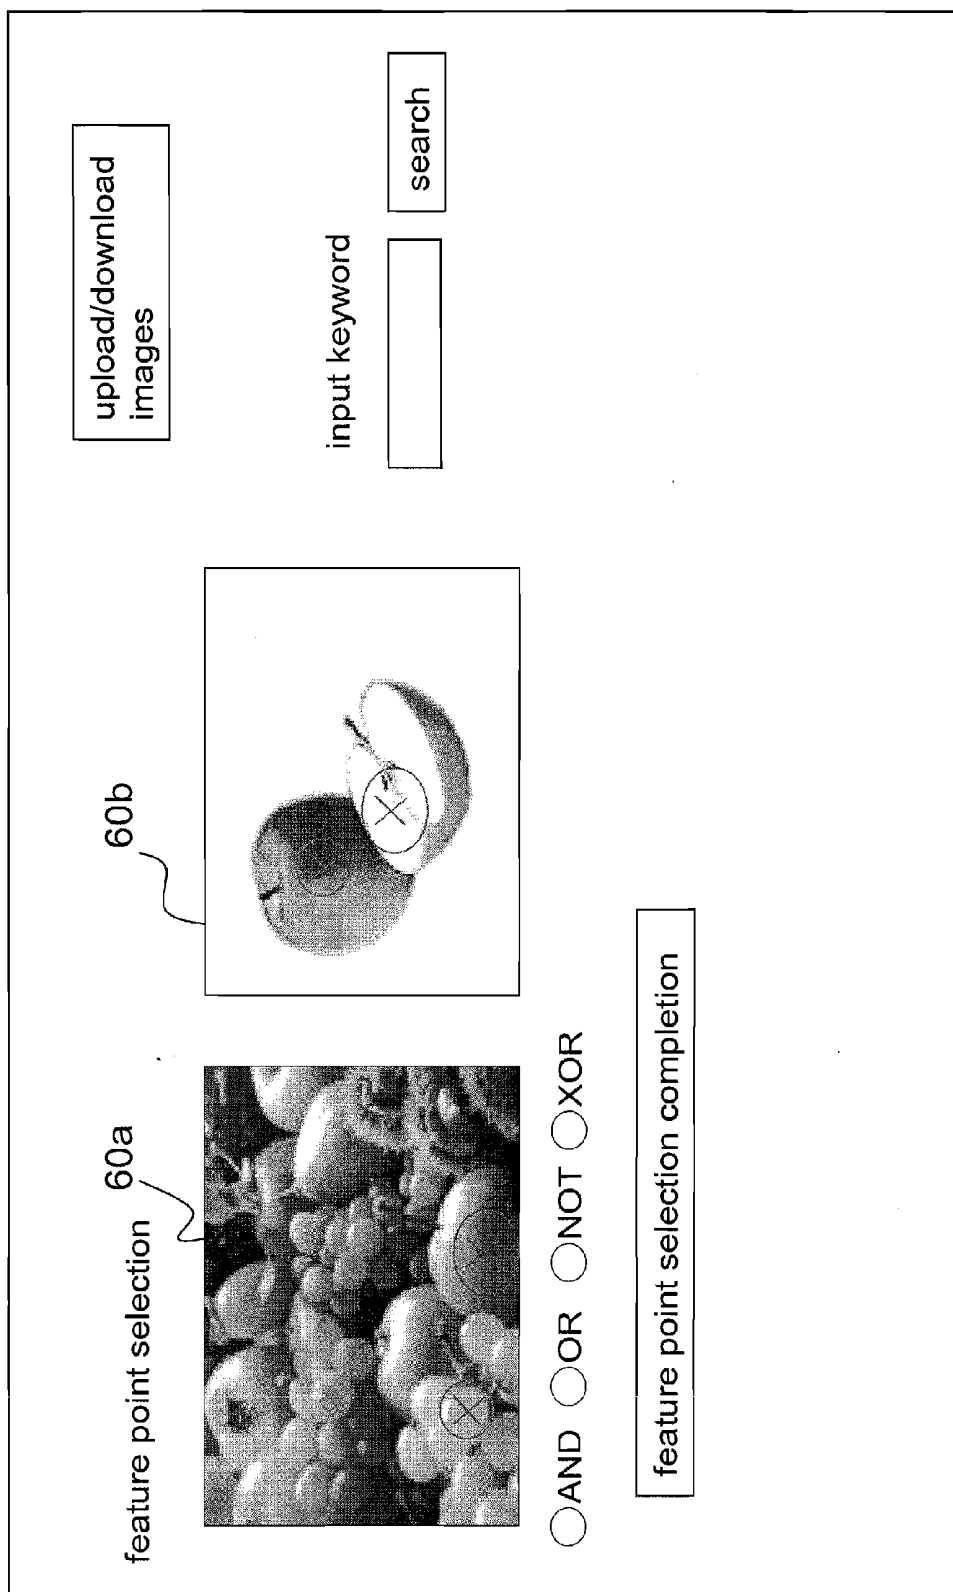 upload/download
images
feature point selection
60a
60b
input keyword
search
AND OR NOT XOR
feature point selection completion